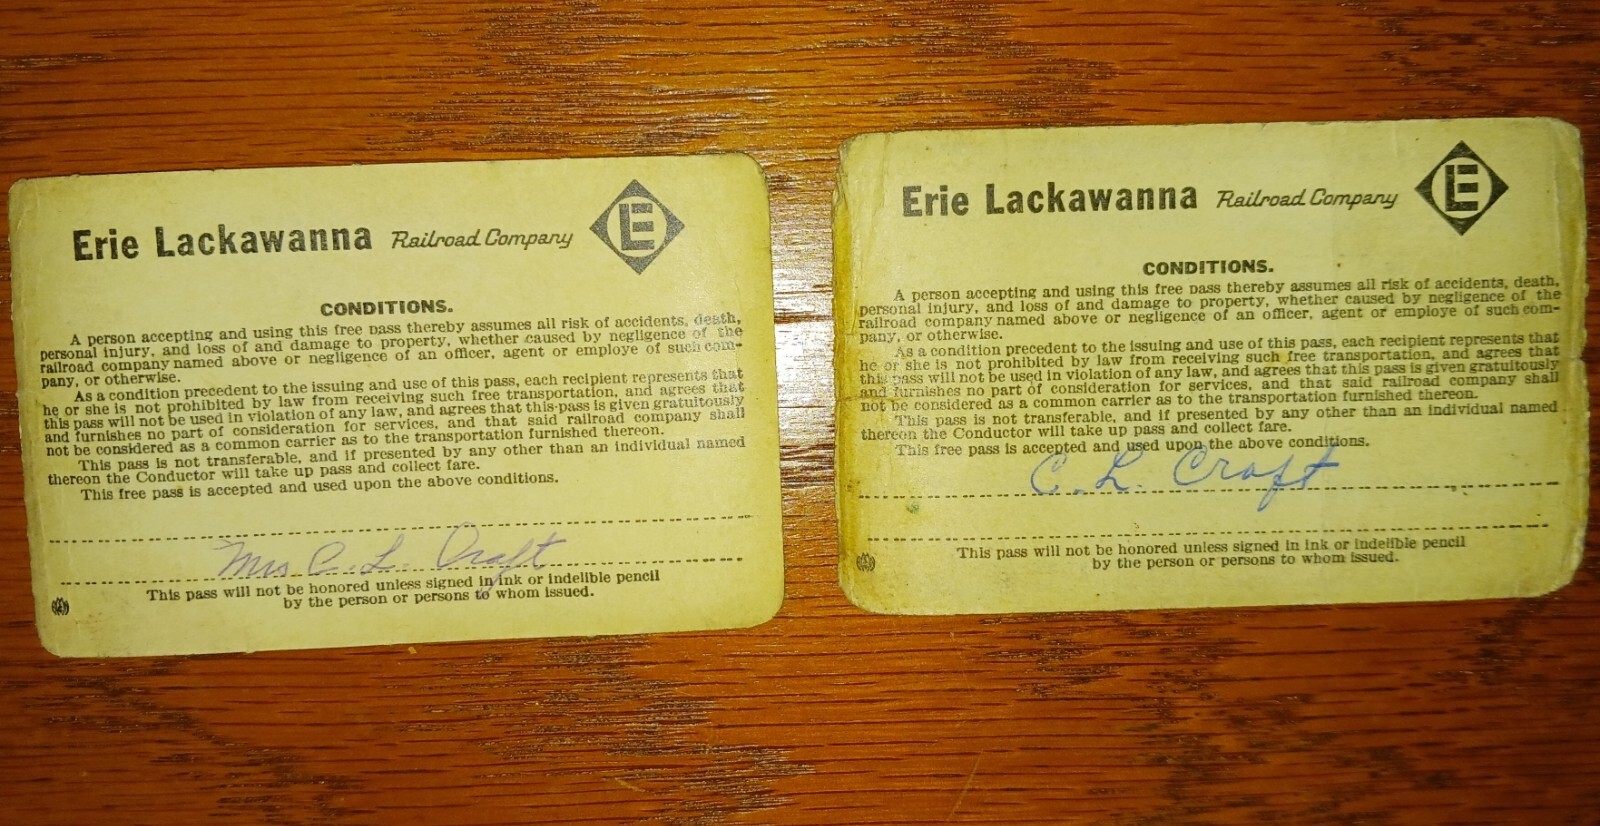 Erie Lackawanna Railroad Company E
CONDITIONS.
A person accepting and using this free pass thereby assumes all risk of accidents, death,
personal injury, and loss of and damage to property, whether caused by negligence of the
railroad company named above or negligence of an officer, agent or employe of such com-
pany, or otherwise.
As a condition precedent to the issuing and use of this pass, each recipient represents that
he or she is not prohibited by law from receiving such free transportation, and agrees that
this pass will not be used in violation of any law, and agrees that this pass is given gratuitously
and furnishes no part of consideration for services, and that said railroad company shall
not be considered as a common carrier as to the transportation furnished thereon.
This pass is not transferable, and if presented by any other than an individual named
thereon the Conductor will take up pass and collect fare.
This free pass is accepted and used upon the above conditions.
Mrs C. L. Craft
This pass will not be honored unless signed in ink or indelible pencil
by the person or persons to whom issued.
Erie Lackawanna Railroad Company E
CONDITIONS.
A person accepting and using this free pass thereby assumes all risk of accidents, death,
personal injury, and loss of and damage to property, whether caused by negligence of the
railroad company named above or negligence of an officer, agent or employe of such com-
pany, or otherwise.
As a condition precedent to the issuing and use of this pass, each recipient represents that
he or she is not prohibited by law from receiving such free transportation, and agrees that
this pass will not be used in violation of any law, and agrees that this pass is given gratuitously
and furnishes no part of consideration for services, and that said railroad company shall
not be considered as a common carrier as to the transportation furnished thereon.
This pass is not transferable, and if presented by any other than an individual named
thereon the Conductor will take up pass and collect fare.
This free pass is accepted and used upon the above conditions.
C. L. Craft
This pass will not be honored unless signed in ink or indelible pencil
by the person or persons to whom issued.